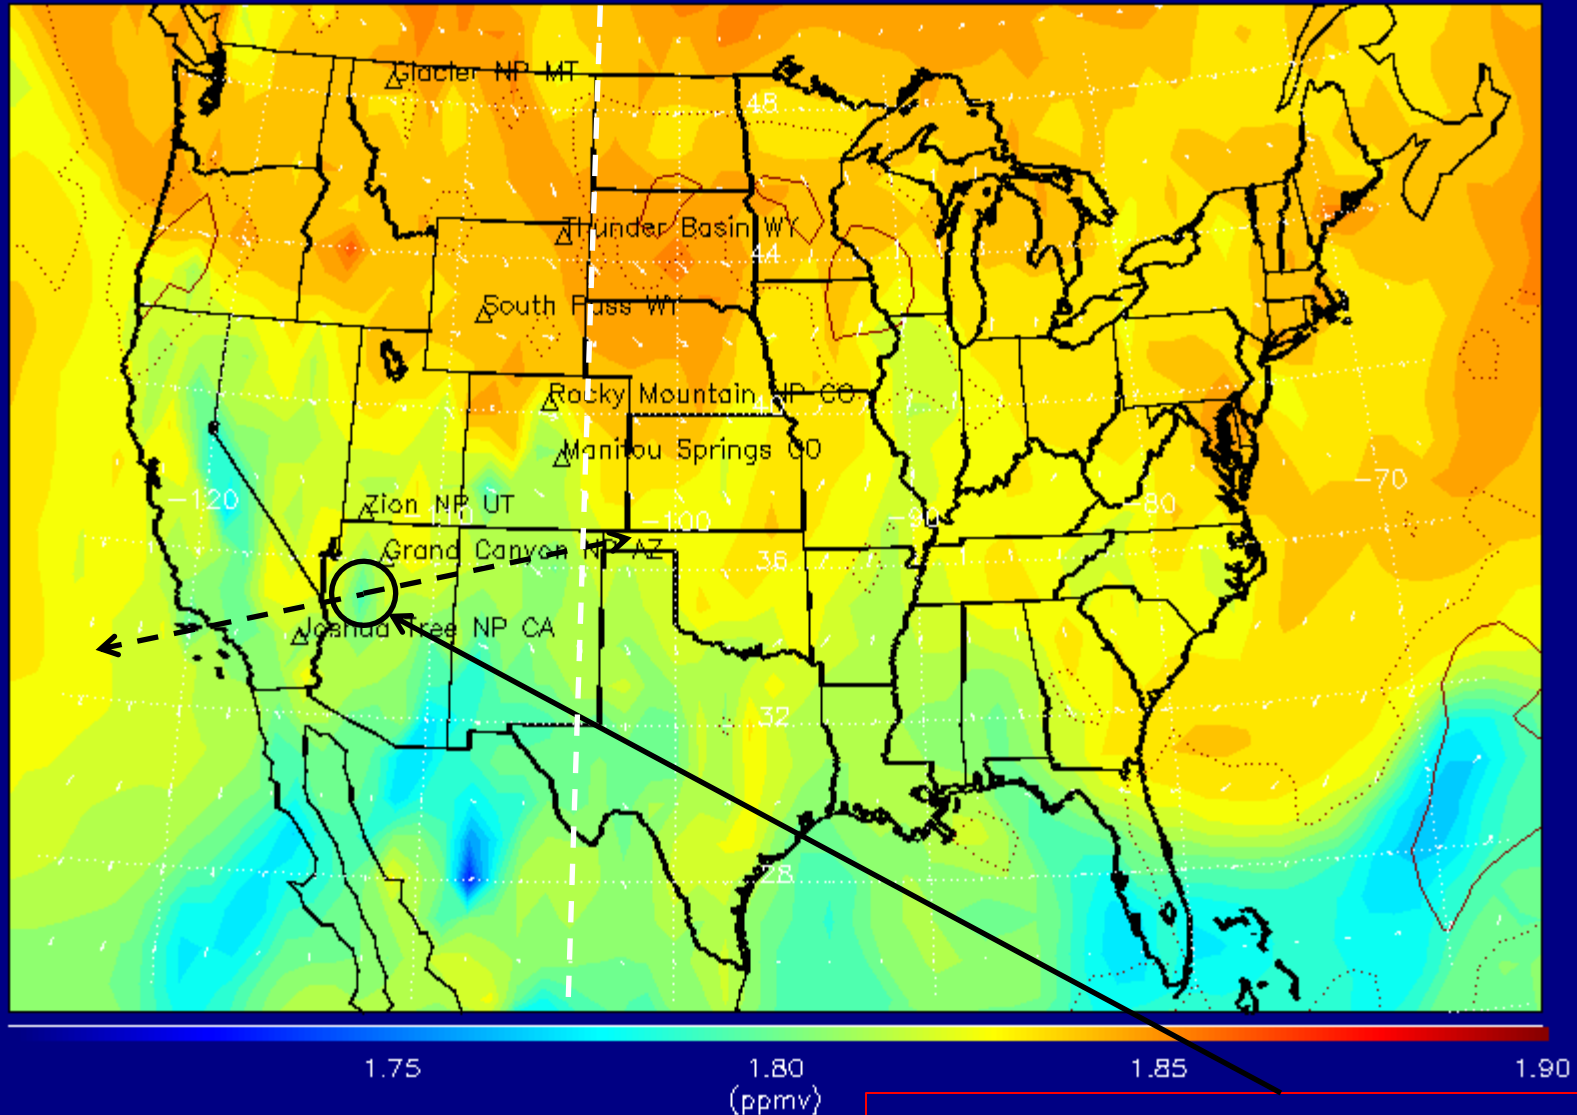 Glacier NP MT
48
Thunder Basin WY
44
South Pass WY
Rocky Mountain NP CO
Manitou Springs CO
-120
Zion NP UT
-110
-100
-90
-80
-70
Grand Canyon NP AZ
36
Joshua Tree NP CA
32
28
1.75
1.80
1.85
1.90
(ppmv)